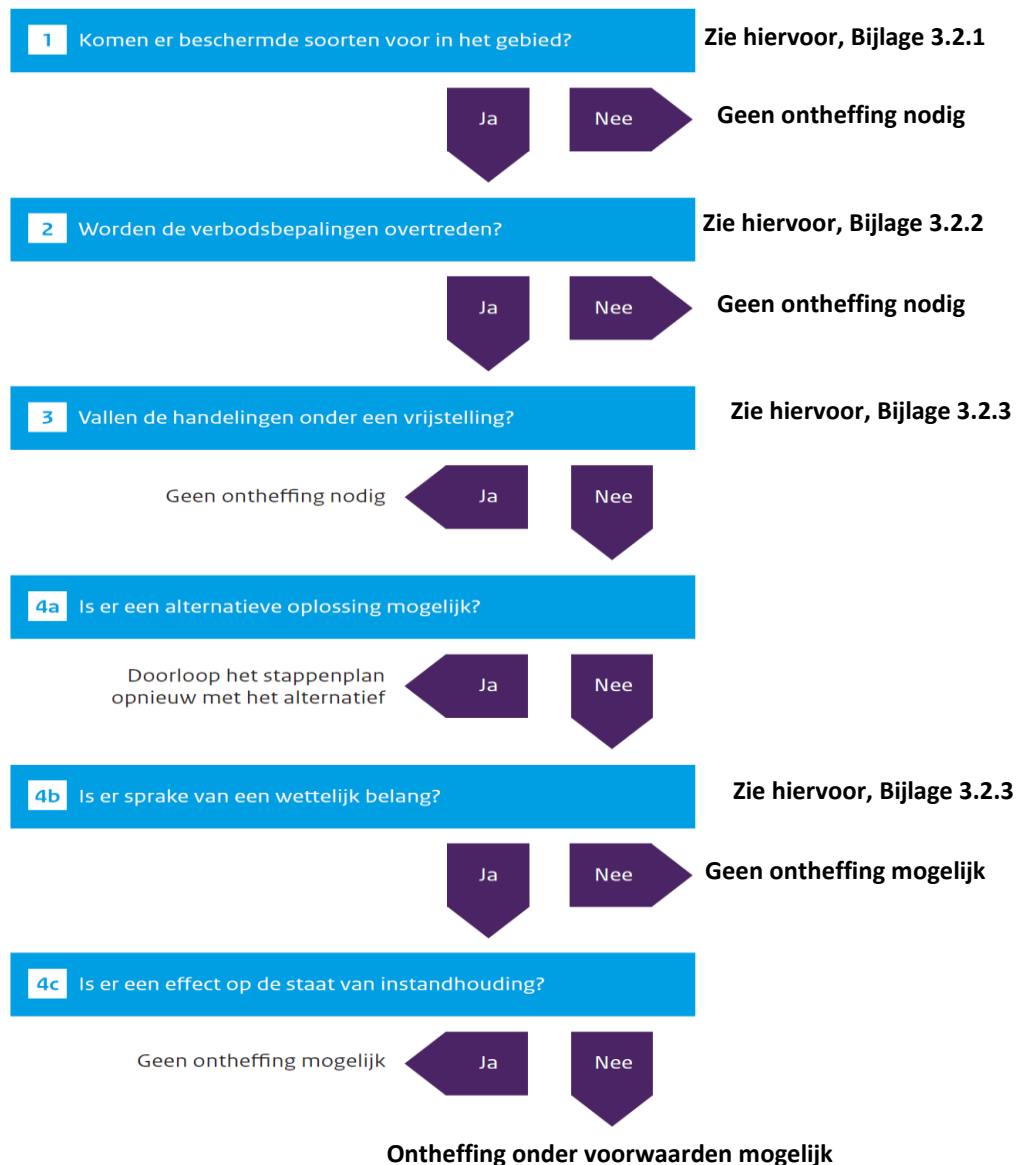 1 Komen er beschermde soorten voor in het gebied? Zie hiervoor, Bijlage 3.2.1
Ja Nee Geen ontheffing nodig
2 Worden de verbodsbepalingen overtreden? Zie hiervoor, Bijlage 3.2.2
Ja Nee Geen ontheffing nodig
3 Vallen de handelingen onder een vrijstelling? Zie hiervoor, Bijlage 3.2.3
Geen ontheffing nodig Ja Nee
4a Is er een alternatieve oplossing mogelijk?
Doorloop het stappenplan
opnieuw met het alternatief Ja Nee
4b Is er sprake van een wettelijk belang? Zie hiervoor, Bijlage 3.2.3
Ja Nee Geen ontheffing mogelijk
4c Is er een effect op de staat van instandhouding?
Geen ontheffing mogelijk Ja Nee
Ontheffing onder voorwaarden mogelijk